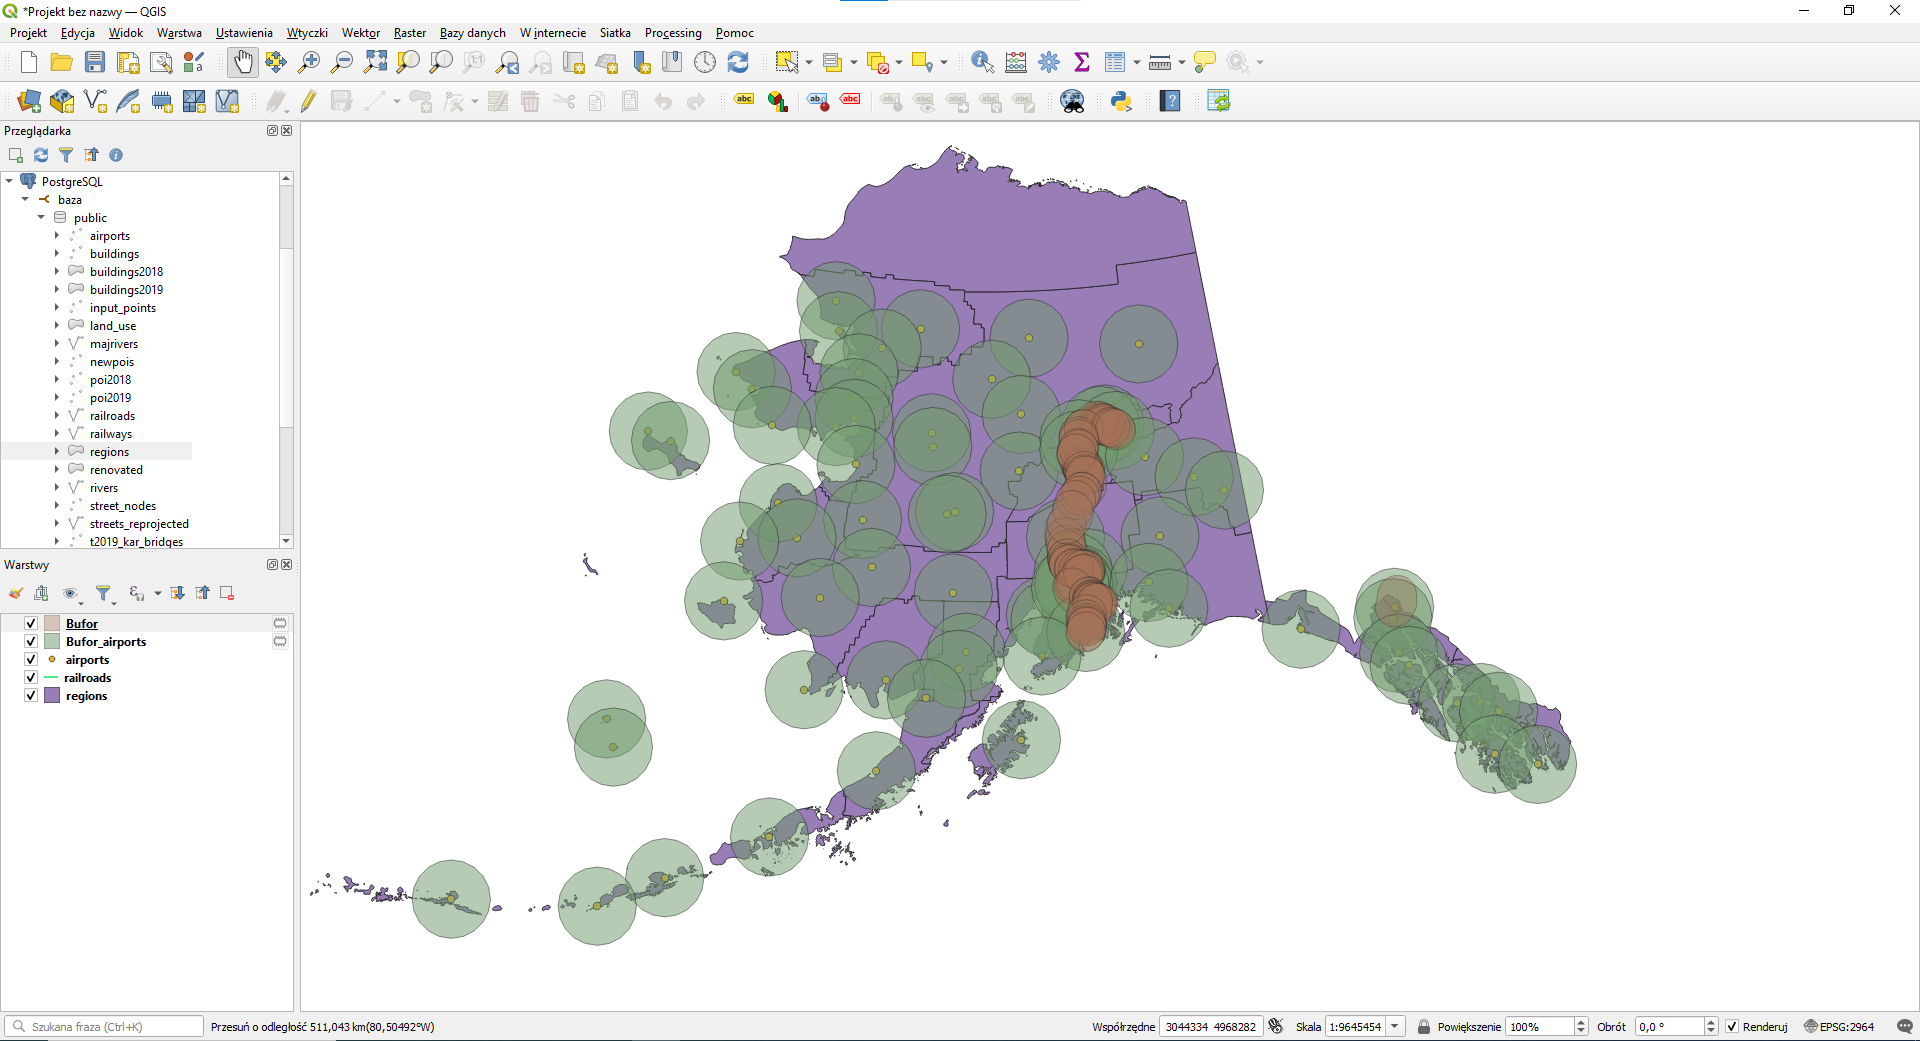 *Projekt bez nazwy — QGIS
Projekt Edycja Widok Warstwa Ustawienia Wtyczki Wektor Raster Bazy danych W internecie Siatka Processing Pomoc
Przeglądarka
PostgreSQL
baza
public
airports
buildings
buildings2018
buildings2019
input_points
land_use
majrivers
newpois
poi2018
poi2019
railroads
railways
regions
renovated
rivers
street_nodes
streets_reprojected
t2019_kar_bridges
Warstwy
Bufor
Bufor_airports
airports
railroads
regions
Szukana fraza (Ctrl+K) Przesuń o odległość 511,043 km(80,50492°W) Współrzędne 3044334 4968282 Skala 1:9645454 Powiększenie 100% Obrót 0,0 ° Renderuj EPSG:2964